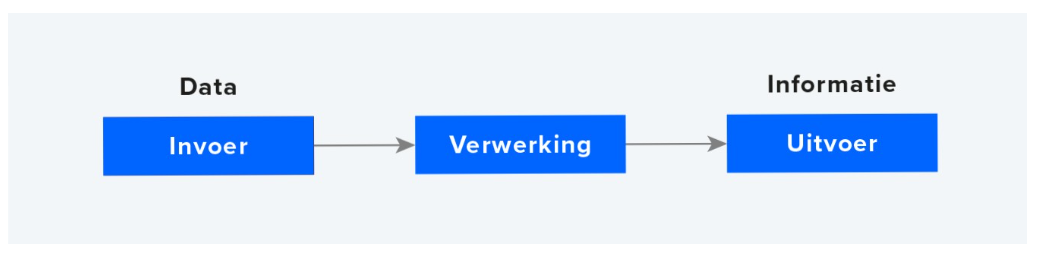 Data
Informatie
Invoer
Verwerking
Uitvoer